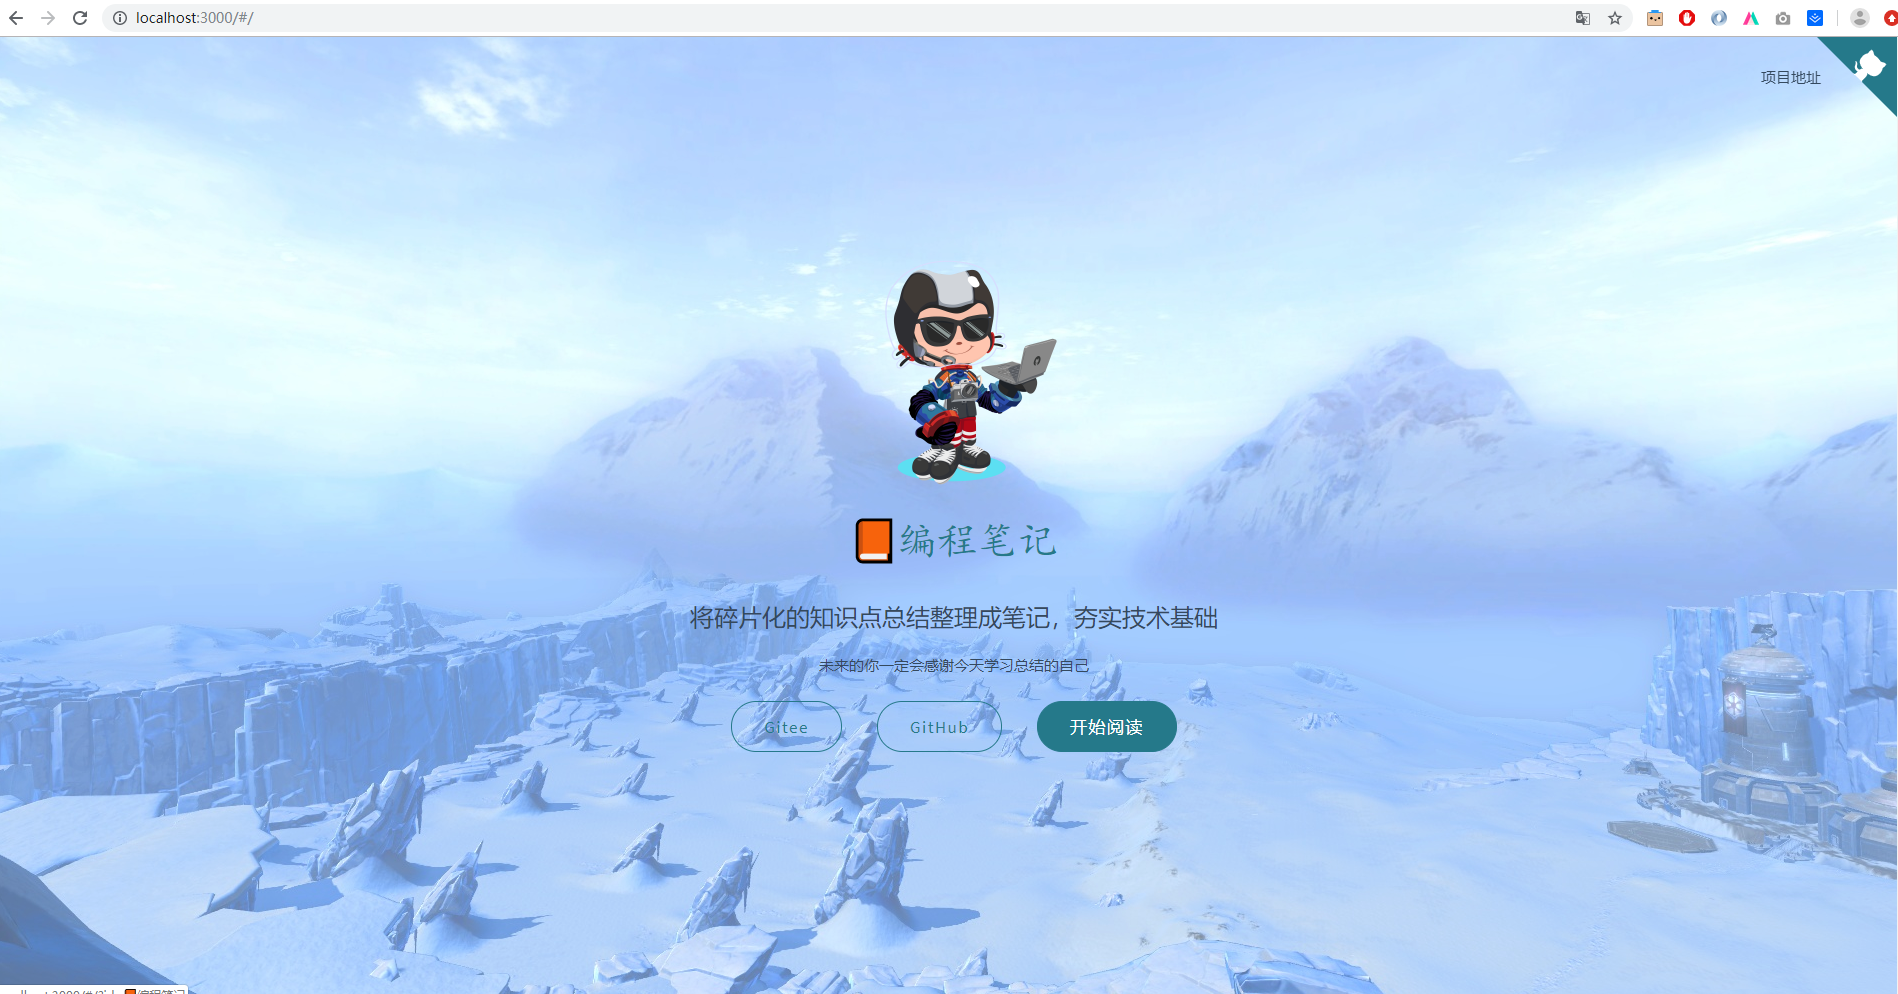 localhost:3000/#/
项目地址
编程笔记
将碎片化的知识点总结整理成笔记，夯实技术基础
未来的你一定会感谢今天学习总结的自己
Gitee
GitHub
开始阅读